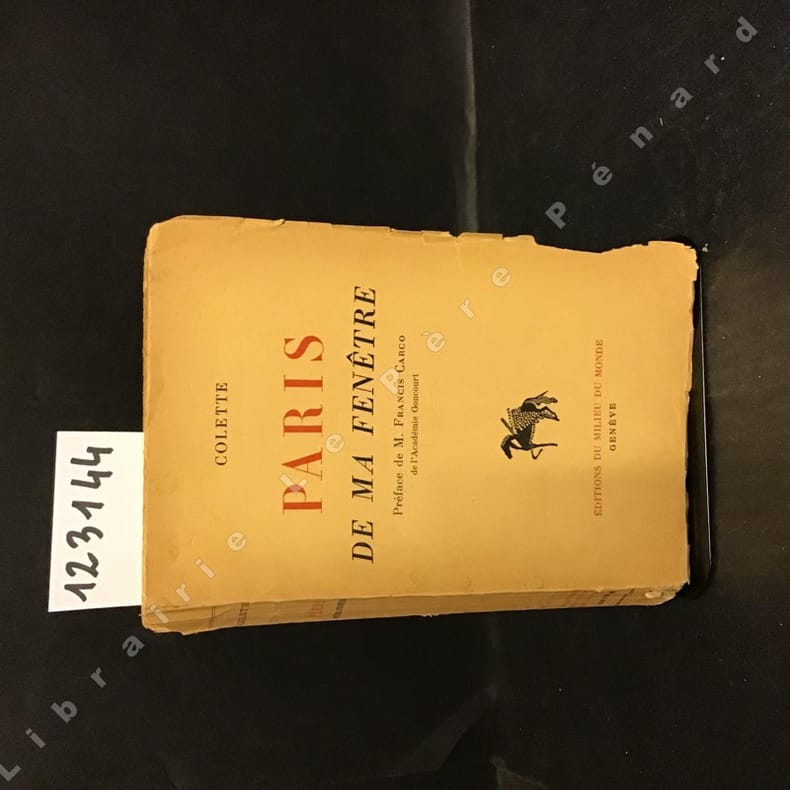 COLETTE
PARIS
DE MA FENÊTRE
Préface de M. FRANCIS CARCO
de l'Académie Goncourt
ÉDITIONS DU MILIEU DU MONDE
GENÈVE
COLETTE
123144
Librairie Le Père Pénard